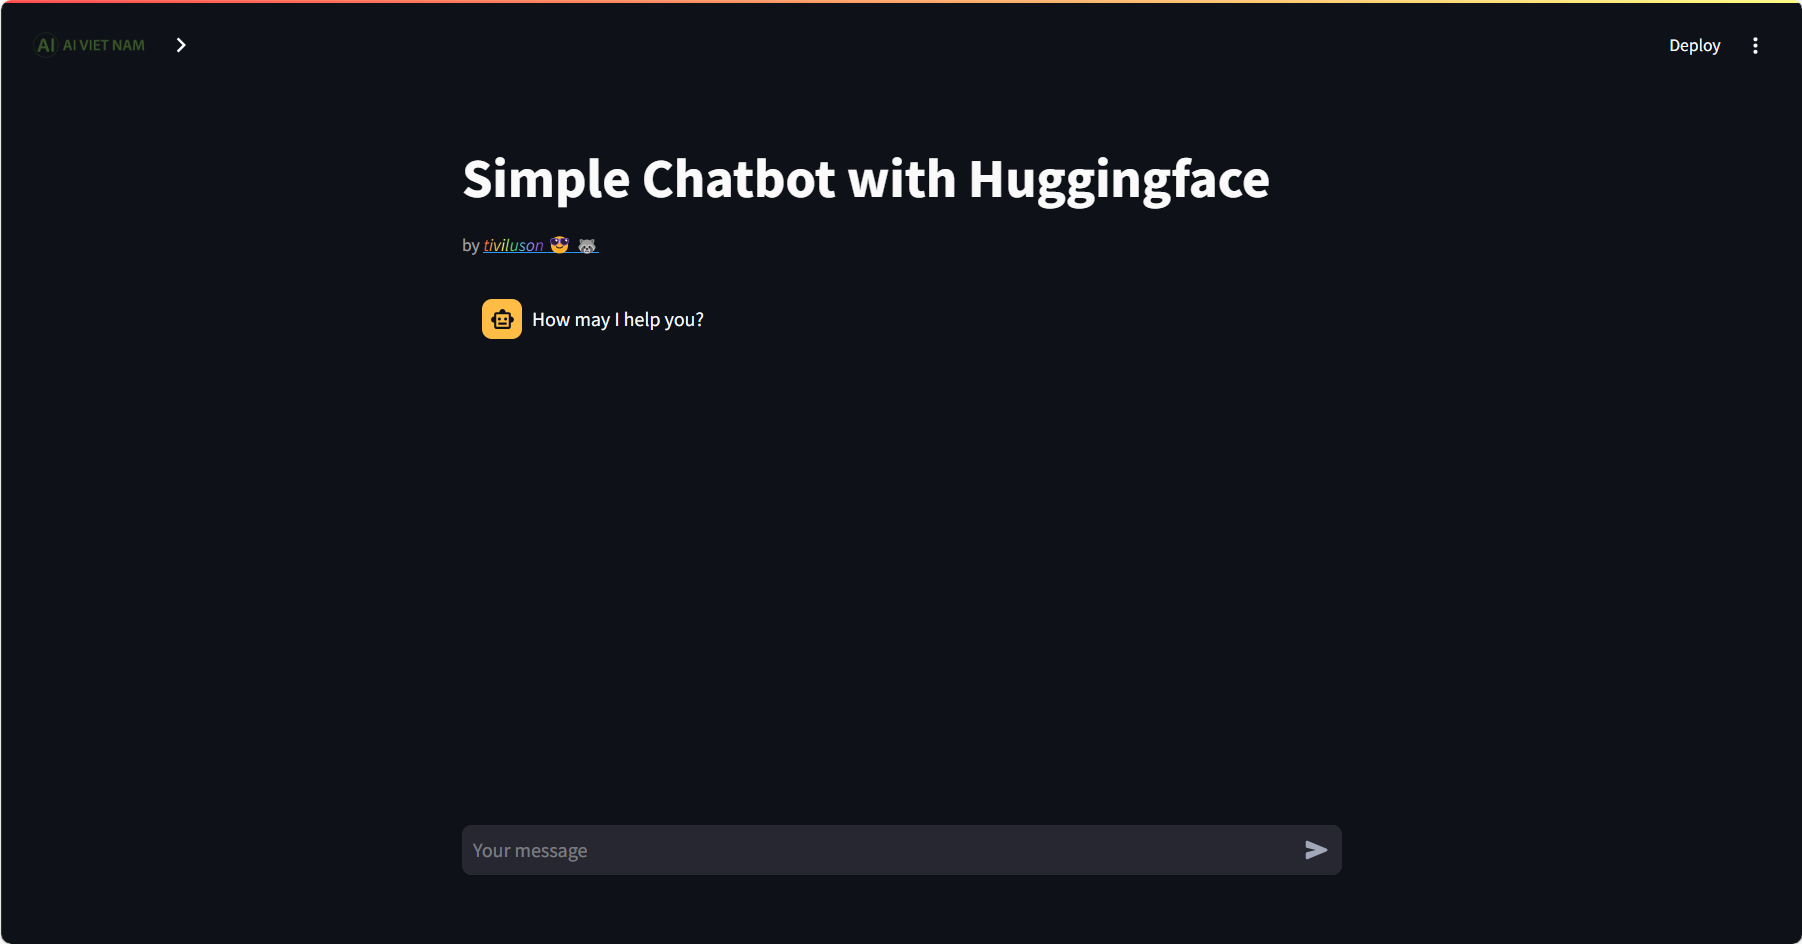 AI AI VIET NAM
Deploy
Simple Chatbot with Huggingface
by tiviluson 😎 🦝
How may I help you?
Your message